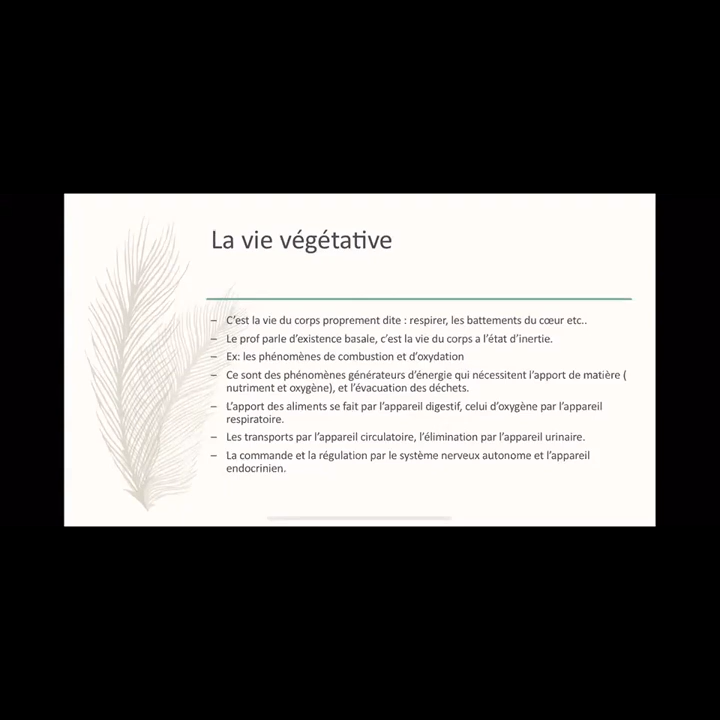 La vie végétative
– C’est la vie du corps proprement dite : respirer, les battements du cœur etc..
– Le prof parle d’existence basale, c’est la vie du corps a l’état d’inertie.
– Ex: les phénomènes de combustion et d’oxydation
– Ce sont des phénomènes générateurs d’énergie qui nécessitent l’apport de matière (
nutriment et oxygène), et l’évacuation des déchets.
– L’apport des aliments se fait par l’appareil digestif, celui d’oxygène par l’appareil
respiratoire.
– Les transports par l’appareil circulatoire, l’élimination par l’appareil urinaire.
– La commande et la régulation par le système nerveux autonome et l’appareil
endocrinien.